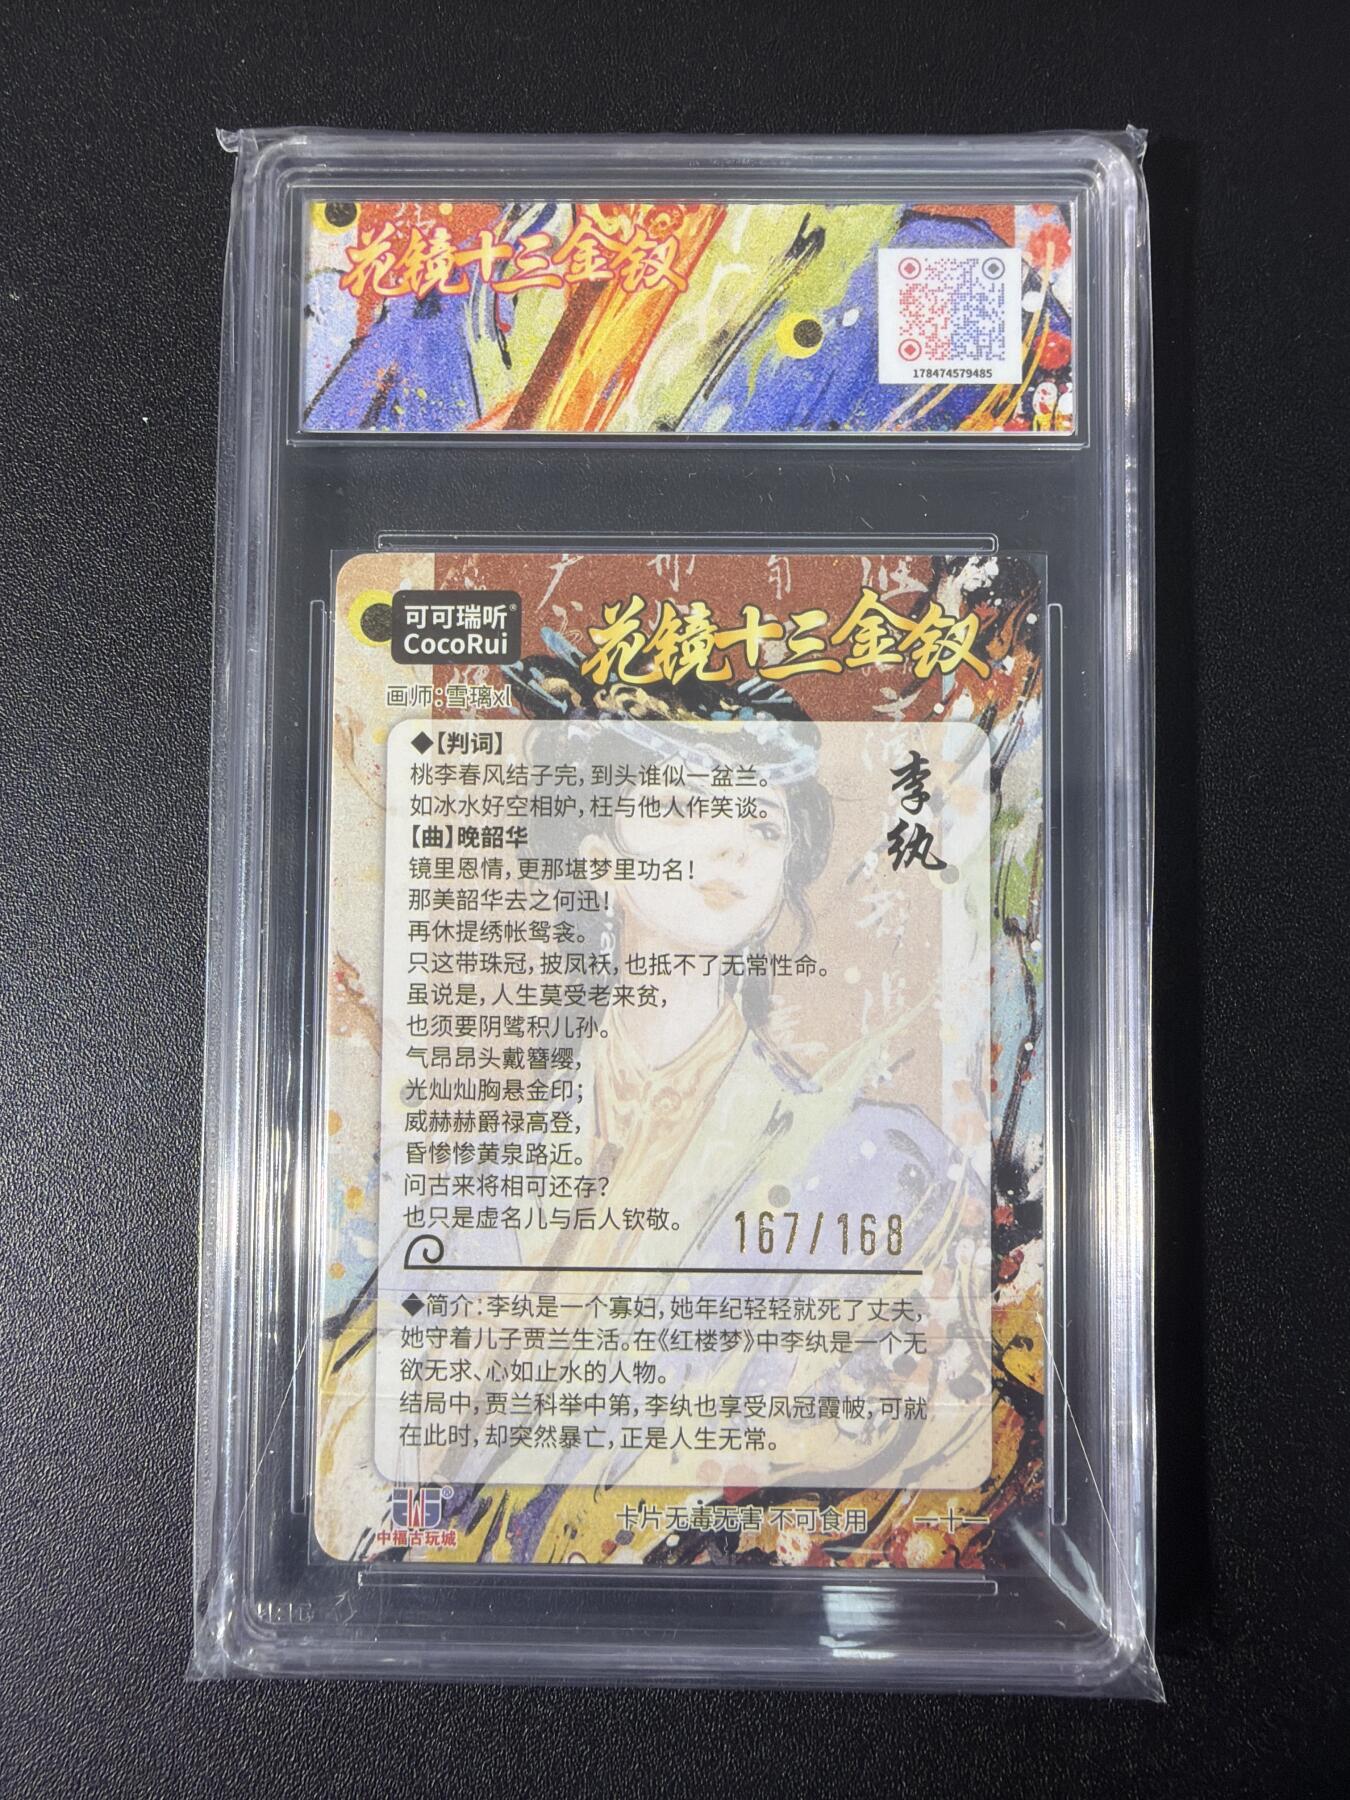 花镜十三金钗
178474579485
可可瑞听®
CocoRui
花镜十三金钗
画师：雪璃xl
李纨
◆【判词】
桃李春风结子完，到头谁似一盆兰。
如冰水好空相妒，枉与他人作笑谈。
【曲】晚韶华
镜里恩情，更那堪梦里功名！
那美韶华去之何迅！
再休提绣帐鸳衾。
只这带珠冠，披凤袄，也抵不了无常性命。
虽说是，人生莫受老来贫，
也须要阴骘积儿孙。
气昂昂头戴簪缨，
光灿灿胸悬金印；
威赫赫爵禄高登，
昏惨惨黄泉路近。
问古来将相可还存？
也只是虚名儿与后人钦敬。
167/168
◆简介：李纨是一个寡妇，她年纪轻轻就死了丈夫，
她守着儿子贾兰生活。在《红楼梦》中李纨是一个无
欲无求、心如止水的人物。
结局中，贾兰科举中第，李纨也享受凤冠霞帔，可就
在此时，却突然暴亡，正是人生无常。
®
中福古玩城
卡片无毒无害 不可食用
一十一